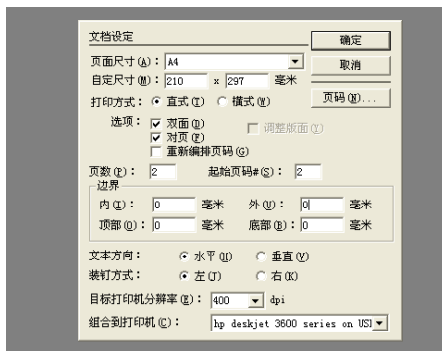 文档设定
确定
页面尺寸(A)： A4
取消
自定尺寸(M)： 210 x 297 毫米
打印方式： 直式(T) 横式(W)
页码(N)...
选项： 双面(D) 调整版面(Y)
对页(F)
重新编排页码(G)
页数(P)： 2 起始页码#(S)： 2
边界
内(I)： 0 毫米 外(U)： 0 毫米
顶部(O)： 0 毫米 底部(B)： 0 毫米
文本方向： 水平 垂直(V)
装钉方式： 左(J) 右(K)
目标打印机分辨率(E)： 400 dpi
组合到打印机(C)： hp deskjet 3600 series on